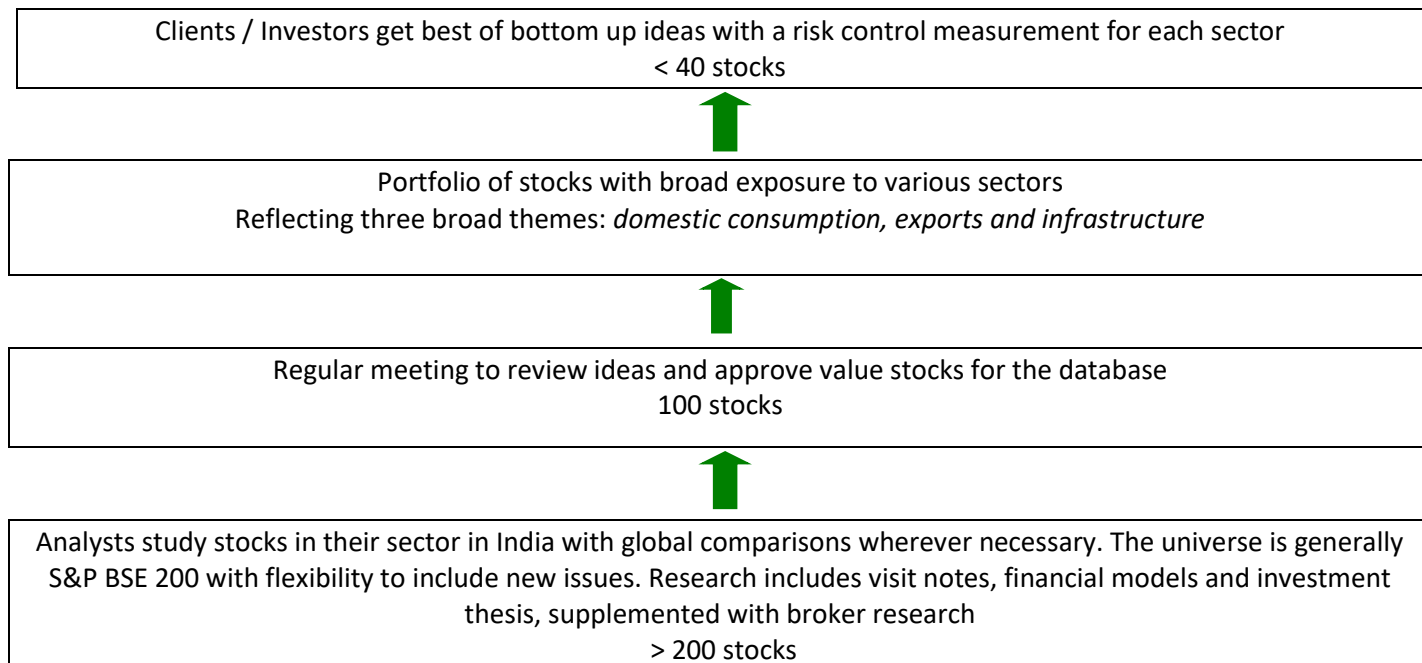 Clients / Investors get best of bottom up ideas with a risk control measurement for each sector
< 40 stocks
Portfolio of stocks with broad exposure to various sectors
Reflecting three broad themes: domestic consumption, exports and infrastructure
Regular meeting to review ideas and approve value stocks for the database
100 stocks
Analysts study stocks in their sector in India with global comparisons wherever necessary. The universe is generally
S&P BSE 200 with flexibility to include new issues. Research includes visit notes, financial models and investment
thesis, supplemented with broker research
> 200 stocks